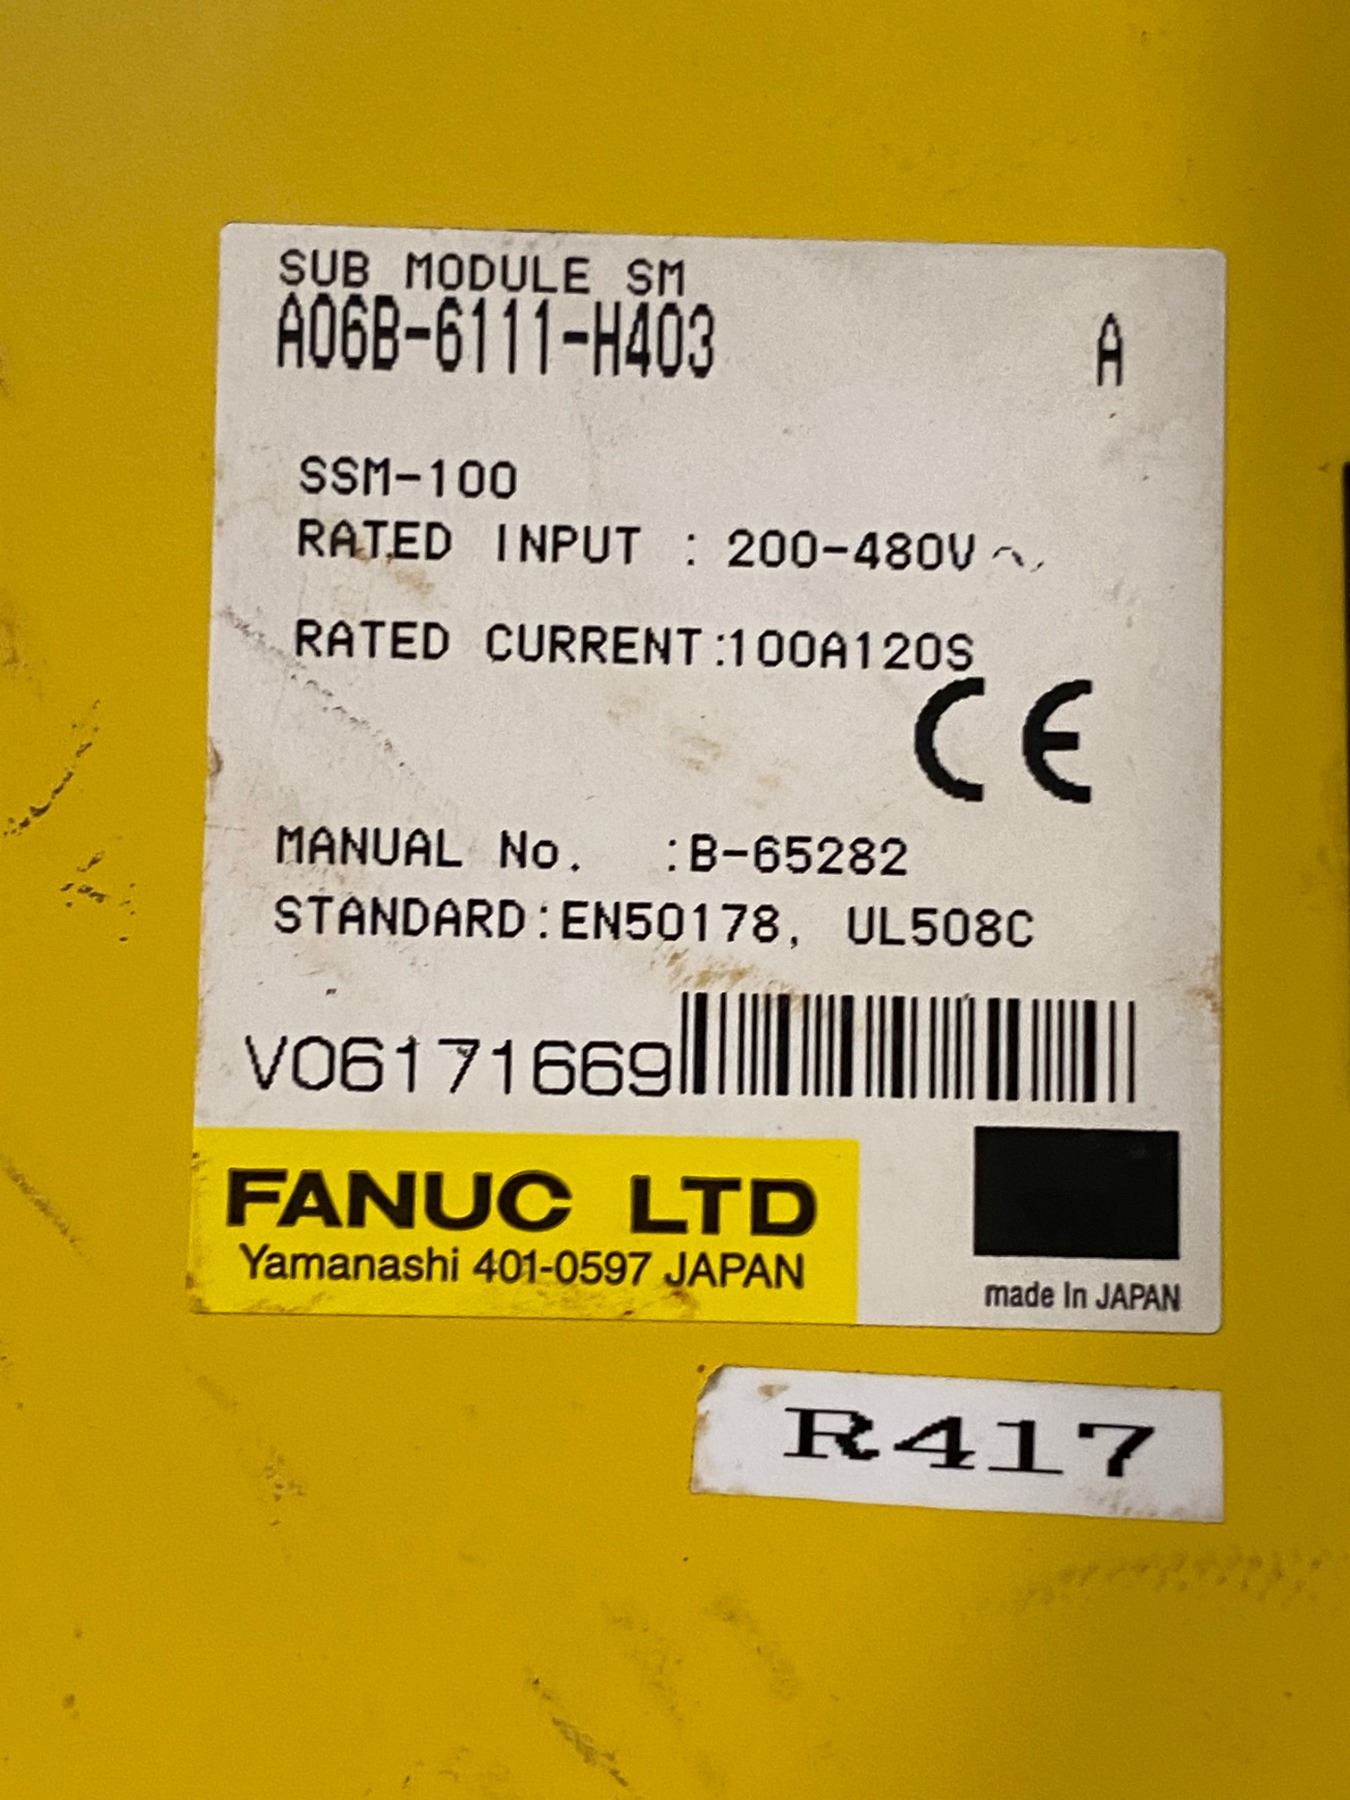 SUB MODULE SM
A06B-6111-H403 A
SSM-100
RATED INPUT : 200-480V～
RATED CURRENT:100A120S
CE
MANUAL No. :B-65282
STANDARD:EN50178, UL508C
V06171669
FANUC LTD
Yamanashi 401-0597 JAPAN
made In JAPAN
R417